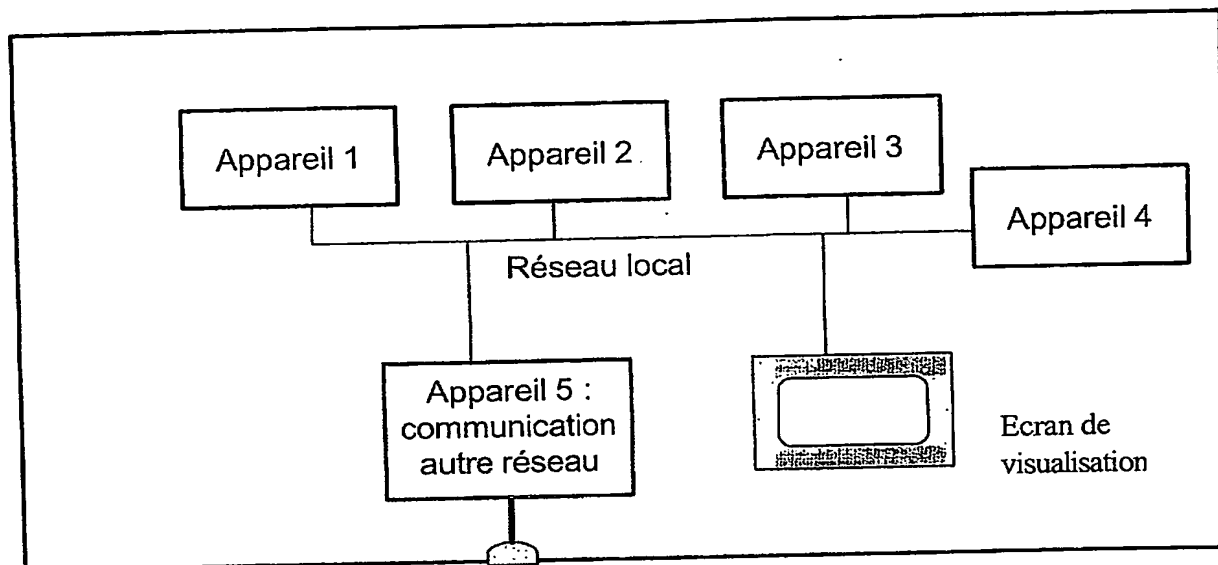 Appareil 1
Appareil 2
Appareil 3
Appareil 4
Réseau local
Appareil 5 :
communication
autre réseau
Ecran de
visualisation